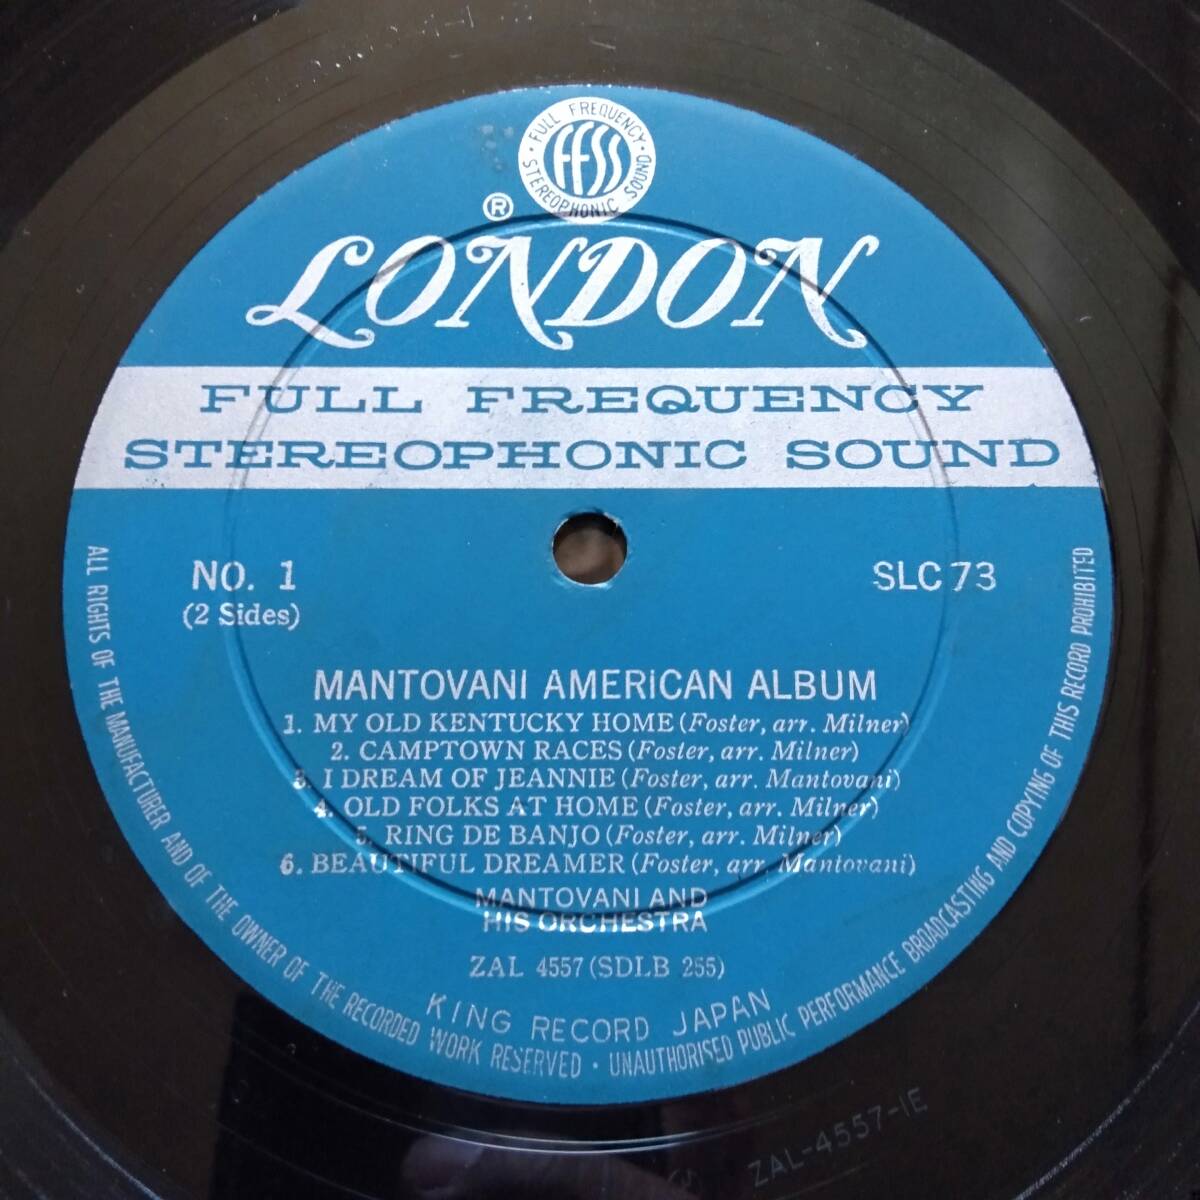 FULL FREQUENCY
FFSS
STEREOPHONIC SOUND
®
LONDON
FULL FREQUENCY
STEREOPHONIC SOUND
NO. 1
(2 Sides)
SLC 73
MANTOVANI AMERICAN ALBUM
1. MY OLD KENTUCKY HOME (Foster, arr. Milner)
2. CAMPTOWN RACES (Foster, arr. Milner)
3. I DREAM OF JEANNIE (Foster, arr. Mantovani)
4. OLD FOLKS AT HOME (Foster, arr. Milner)
5. RING DE BANJO (Foster, arr. Milner)
6. BEAUTIFUL DREAMER (Foster, arr. Mantovani)
MANTOVANI AND
HIS ORCHESTRA
ZAL 4557 (SDLB 255)
KING RECORD JAPAN
ALL RIGHTS OF THE MANUFACTURER AND OF THE OWNER OF THE RECORDED WORK RESERVED · UNAUTHORISED PUBLIC PERFORMANCE BROADCASTING AND COPYING OF THIS RECORD PROHIBITED
ZAL-4557-1E